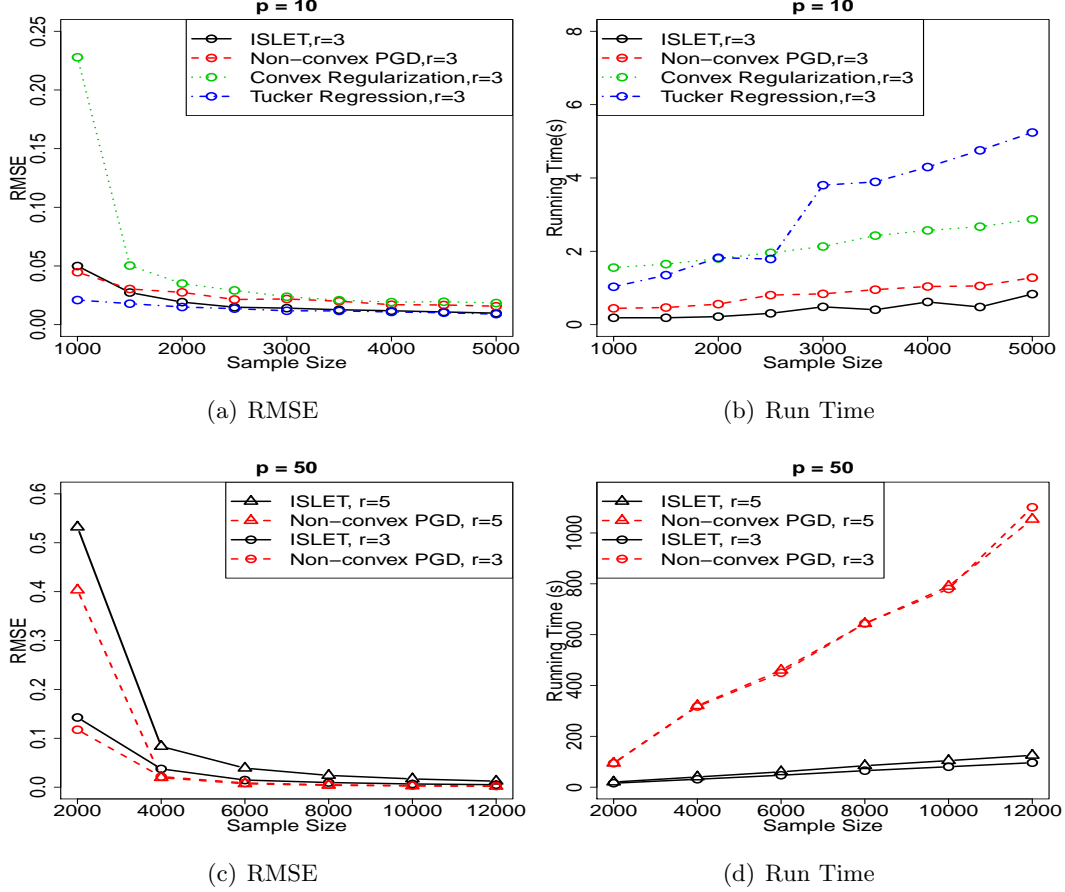 p = 10
RMSE
0.00 0.05 0.10 0.15 0.20 0.25
ISLET,r=3
Non−convex PGD,r=3
Convex Regularization,r=3
Tucker Regression,r=3
1000 2000 3000 4000 5000
Sample Size
(a) RMSE
p = 10
Running Time(s)
0 2 4 6 8
ISLET,r=3
Non−convex PGD,r=3
Convex Regularization,r=3
Tucker Regression,r=3
1000 2000 3000 4000 5000
Sample Size
(b) Run Time
p = 50
RMSE
0.0 0.1 0.2 0.3 0.4 0.5 0.6
ISLET, r=5
Non−convex PGD, r=5
ISLET, r=3
Non−convex PGD, r=3
2000 4000 6000 8000 10000 12000
Sample Size
(c) RMSE
p = 50
Running Time (s)
0 200 400 600 800 1000
ISLET, r=5
Non−convex PGD, r=5
ISLET, r=3
Non−convex PGD, r=3
2000 4000 6000 8000 10000 12000
Sample Size
(d) Run Time